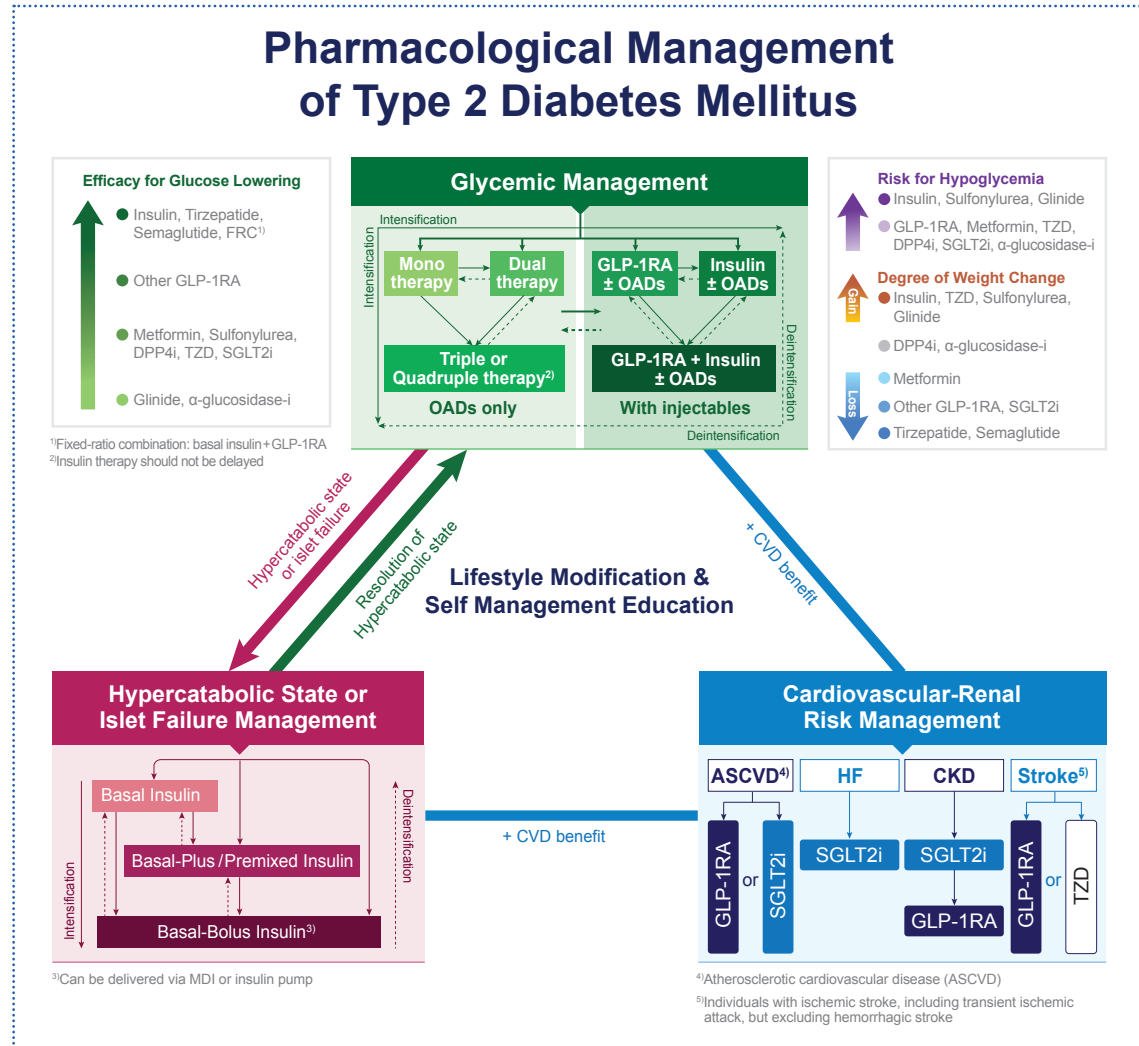 Pharmacological Management
of Type 2 Diabetes Mellitus
Efficacy for Glucose Lowering
Insulin, Tirzepatide,
Semaglutide, FRC1)
Other GLP-1RA
Metformin, Sulfonylurea,
DPP4i, TZD, SGLT2i
Glinide, α-glucosidase-i
1)Fixed-ratio combination: basal insulin+GLP-1RA
2)Insulin therapy should not be delayed
Glycemic Management
Intensification
Intensification
Mono
therapy
Dual
therapy
GLP-1RA
± OADs
Insulin
± OADs
Triple or
Quadruple therapy2)
GLP-1RA + Insulin
± OADs
OADs only
With injectables
Deintensification
Deintensification
Risk for Hypoglycemia
Insulin, Sulfonylurea, Glinide
GLP-1RA, Metformin, TZD,
DPP4i, SGLT2i, α-glucosidase-i
Degree of Weight Change
Gain
Insulin, TZD, Sulfonylurea,
Glinide
DPP4i, α-glucosidase-i
Loss
Metformin
Other GLP-1RA, SGLT2i
Tirzepatide, Semaglutide
Hypercatabolic state
or islet failure
Resolution of
Hypercatabolic state
Lifestyle Modification &
Self Management Education
+ CVD benefit
Hypercatabolic State or
Islet Failure Management
Intensification
Basal Insulin
Basal-Plus/Premixed Insulin
Basal-Bolus Insulin3)
Deintensification
3)Can be delivered via MDI or insulin pump
+ CVD benefit
Cardiovascular-Renal
Risk Management
ASCVD4)
HF
CKD
Stroke5)
GLP-1RA
or
SGLT2i
SGLT2i
SGLT2i
GLP-1RA
GLP-1RA
or
TZD
4)Atherosclerotic cardiovascular disease (ASCVD)
5)Individuals with ischemic stroke, including transient ischemic
attack, but excluding hemorrhagic stroke